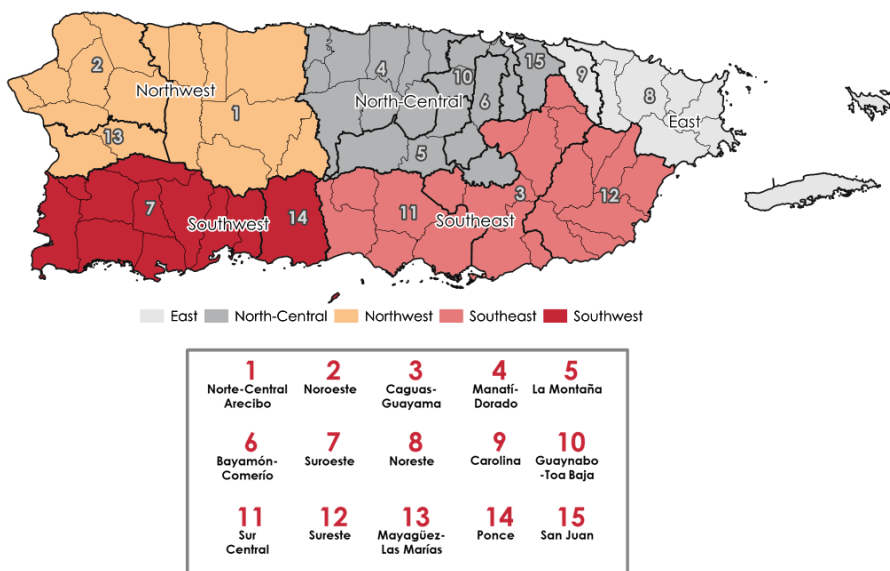 2
Northwest
1
13
4
North-Central
10
15
6
5
9
8
East
7
Southwest
14
11
Southeast
3
12
East North-Central Northwest Southeast Southwest
1 2 3 4 5
Norte-Central Noroeste Caguas- Manatí- La Montaña
Arecibo Guayama Dorado
6 7 8 9 10
Bayamón- Suroeste Noreste Carolina Guaynabo
Comerío -Toa Baja
11 12 13 14 15
Sur Sureste Mayagüez- Ponce San Juan
Central Las Marías